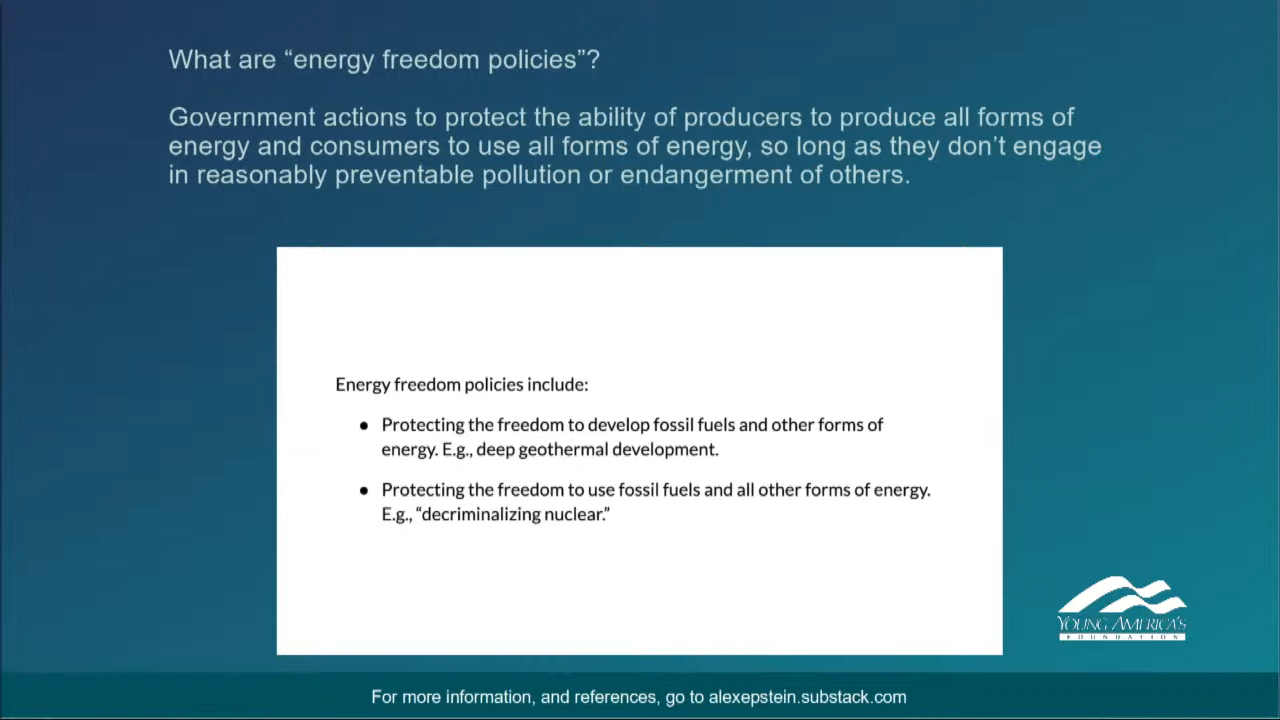 What are “energy freedom policies”?
Government actions to protect the ability of producers to produce all forms of
energy and consumers to use all forms of energy, so long as they don’t engage
in reasonably preventable pollution or endangerment of others.
Energy freedom policies include:
● Protecting the freedom to develop fossil fuels and other forms of
energy. E.g., deep geothermal development.
● Protecting the freedom to use fossil fuels and all other forms of energy.
E.g., “decriminalizing nuclear.”
YOUNG AMERICA'S
FOUNDATION
For more information, and references, go to alexepstein.substack.com